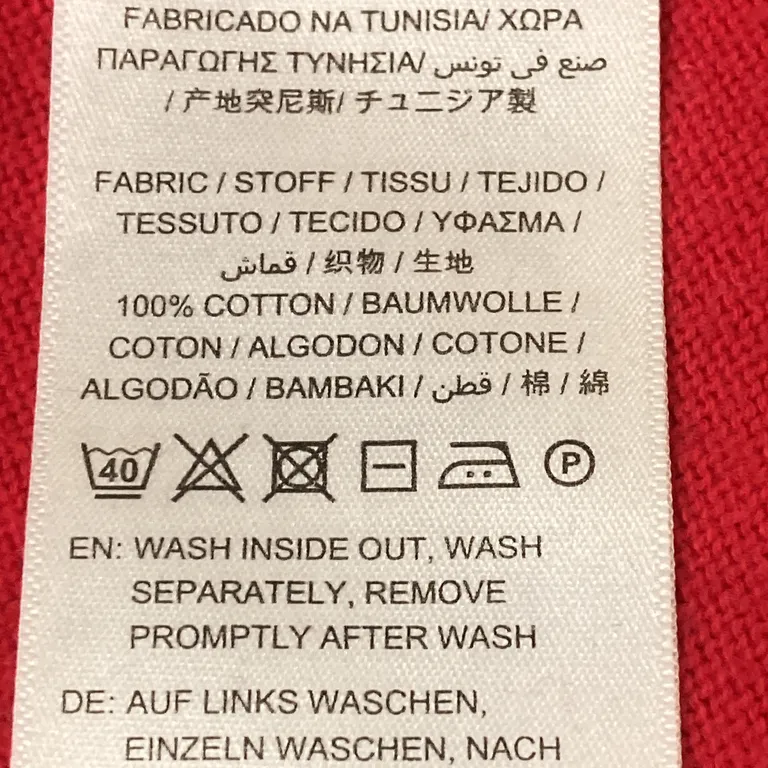 FABRICADO NA TUNISIA/ ΧΩΡΑ
ΠΑΡΑΓΩΓΗΣ ΤΥΝΗΣΙΑ/ صنع في تونس
/ 产地突尼斯/ チュニジア製
FABRIC / STOFF / TISSU / TEJIDO /
TESSUTO / TECIDO / ΥΦΑΣΜΑ /
قماش / 织物 / 生地
100% COTTON / BAUMWOLLE /
COTON / ALGODON / COTONE /
ALGODÃO / BAMBAKI / قطن / 棉 / 綿
40 P
EN: WASH INSIDE OUT, WASH
SEPARATELY, REMOVE
PROMPTLY AFTER WASH
DE: AUF LINKS WASCHEN,
EINZELN WASCHEN, NACH